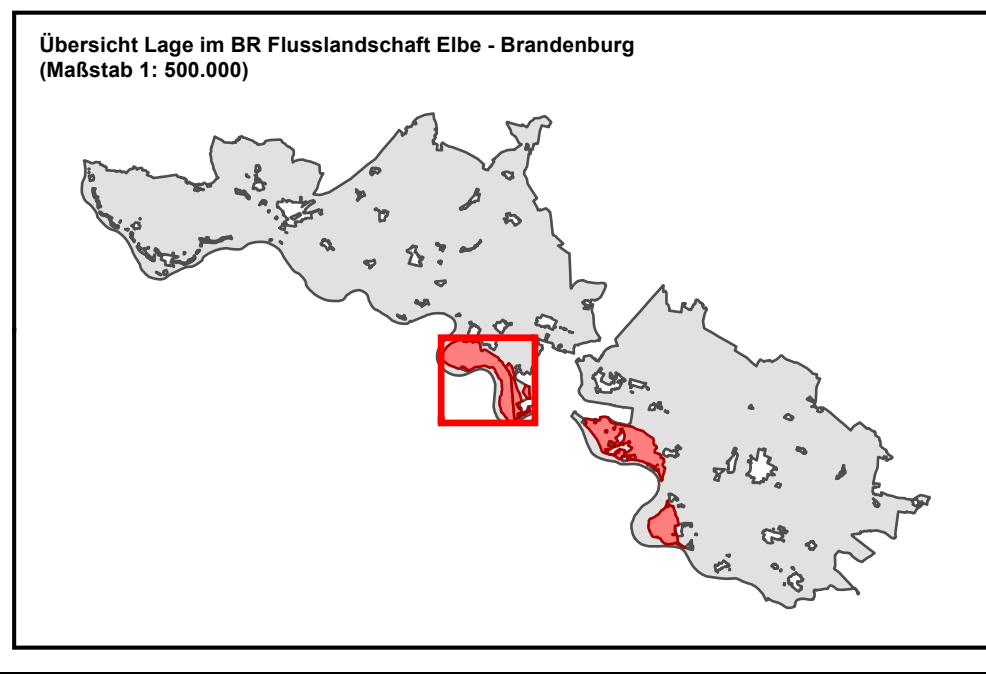 Übersicht Lage im BR Flusslandschaft Elbe - Brandenburg
(Maßstab 1: 500.000)